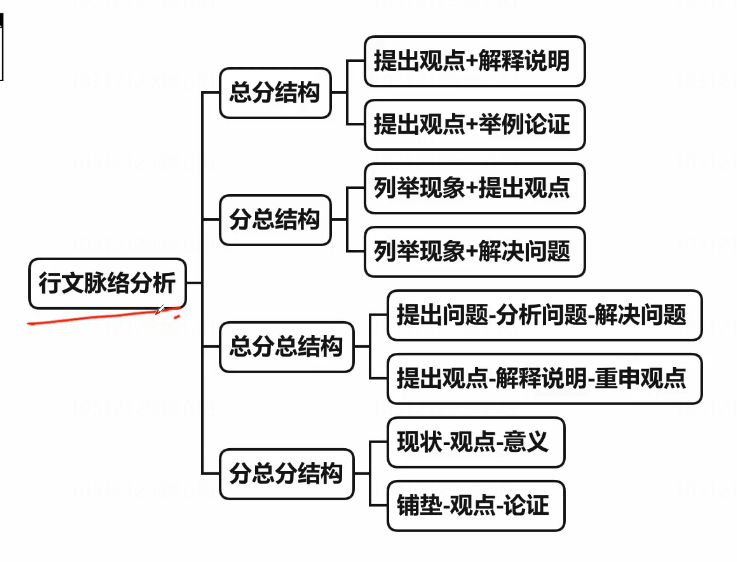 行文脉络分析
总分结构
提出观点+解释说明
提出观点+举例论证
分总结构
列举现象+提出观点
列举现象+解决问题
总分总结构
提出问题-分析问题-解决问题
提出观点-解释说明-重申观点
分总分结构
现状-观点-意义
铺垫-观点-论证